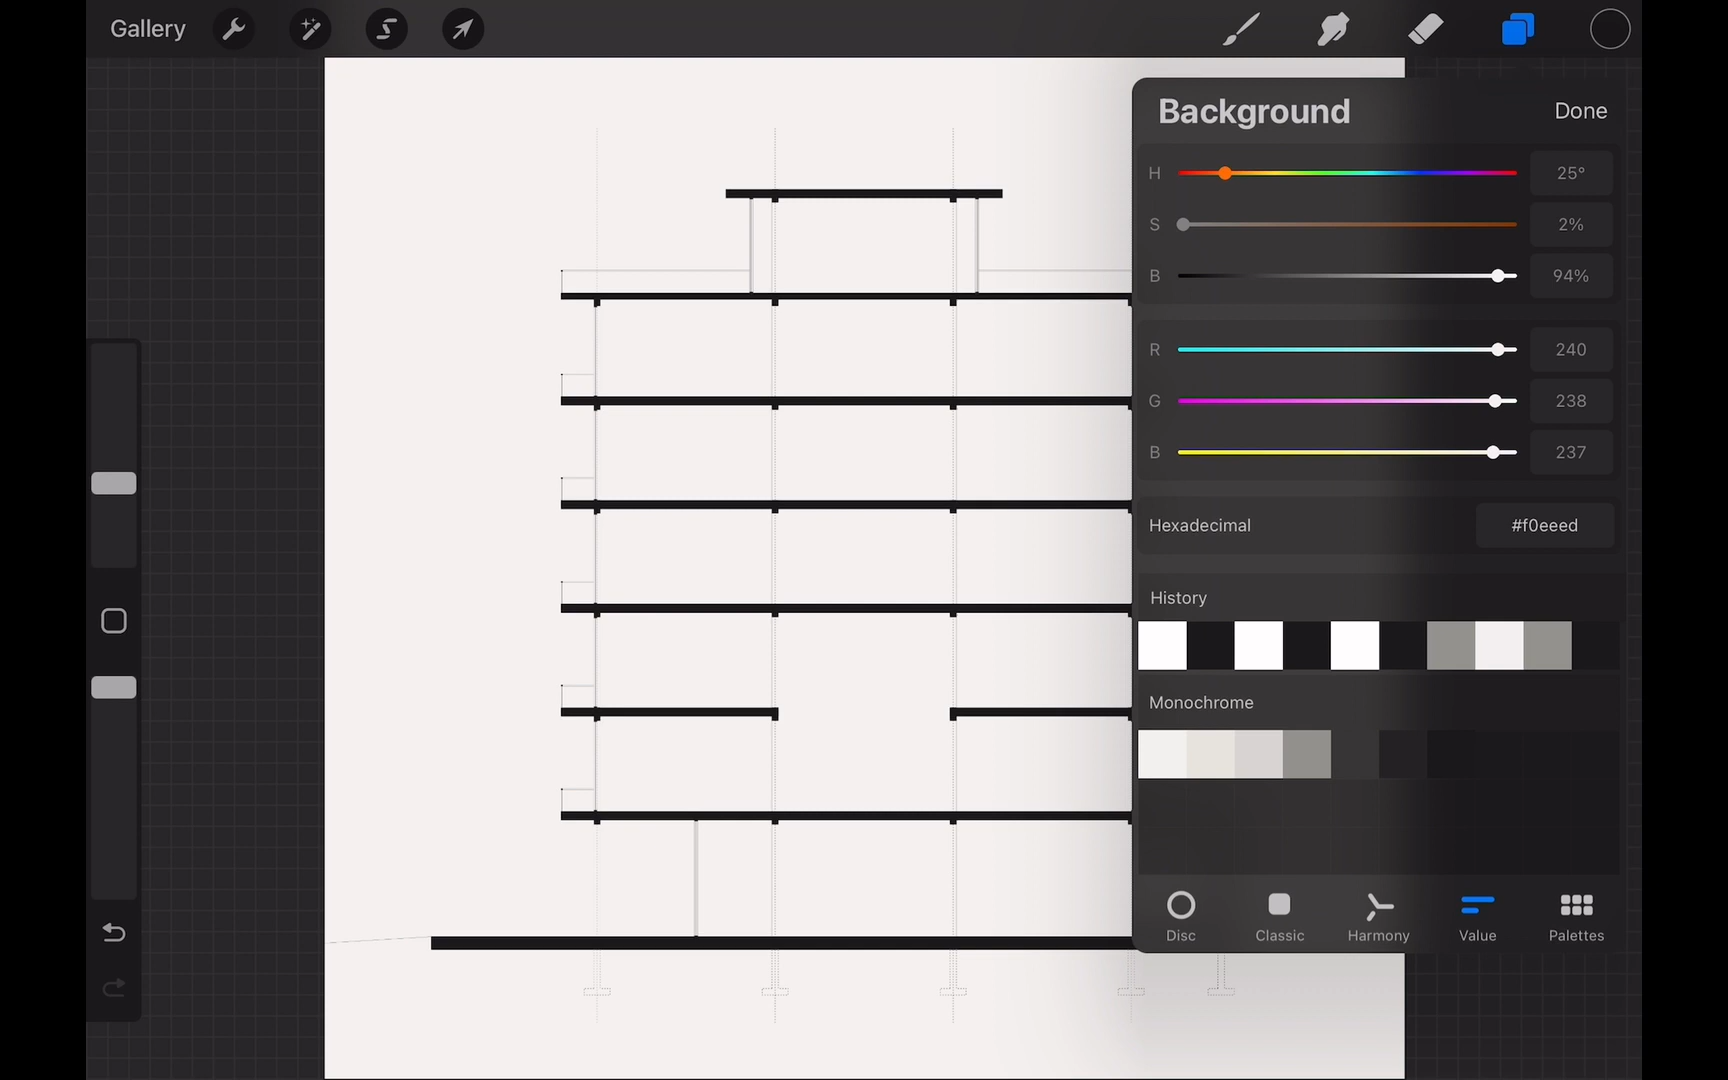 Gallery
Background
Done
H
25°
S
2%
B
94%
R
240
G
238
B
237
Hexadecimal
#f0eeed
History
Monochrome
Disc
Classic
Harmony
Value
Palettes